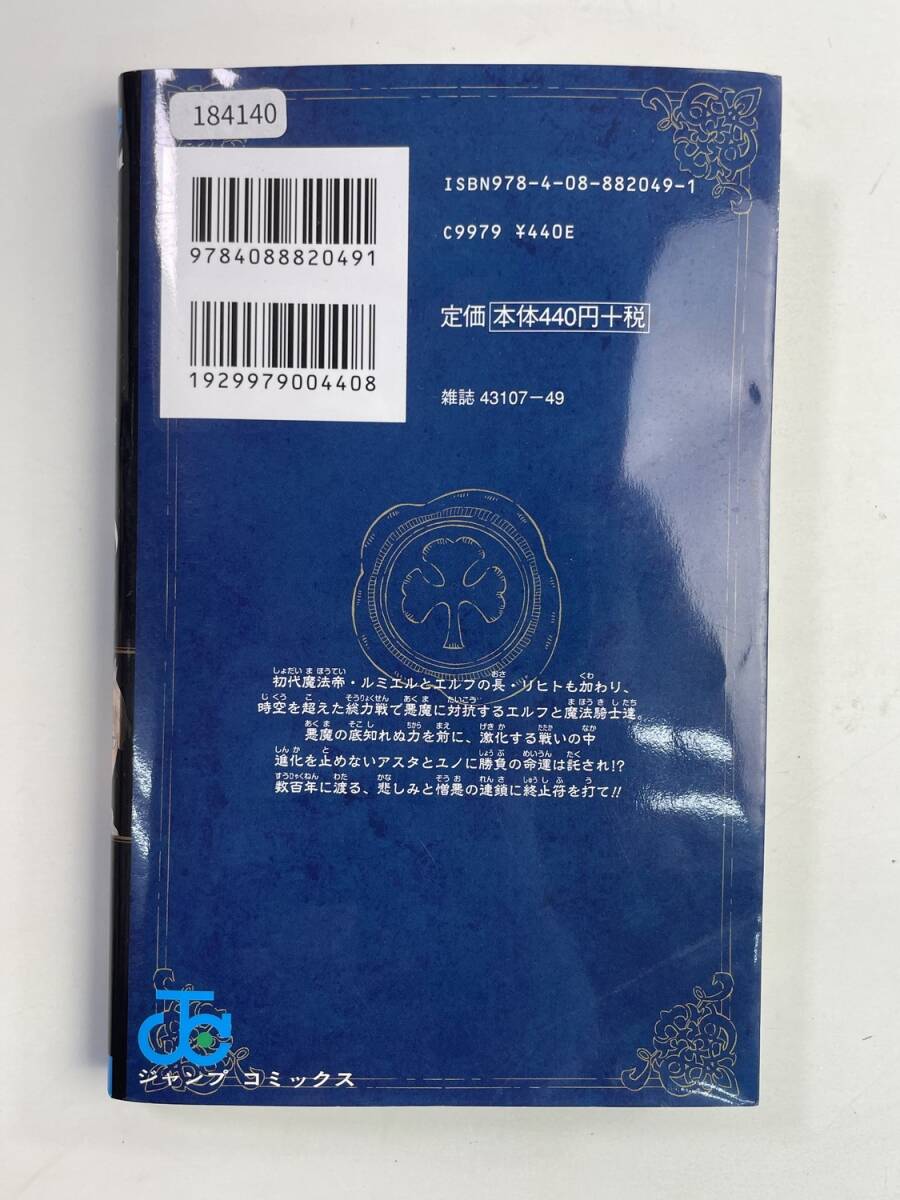 184140
ISBN978-4-08-882049-1
9784088820491
C9979 ¥440E
定価 本体440円+税
1929979004408
雑誌 43107-49
初代魔法帝・ルミエルとエルフの長・リヒトも加わり、
時空を超えた総力戦で悪魔に対抗するエルフと魔法騎士達。
悪魔の底知れぬ力を前に、激化する戦いの中
進化を止めないアスタとユノに勝負の命運は託され!?
数百年に渡る、悲しみと憎悪の連鎖に終止符を打て!!
JC
ジャンプ コミックス